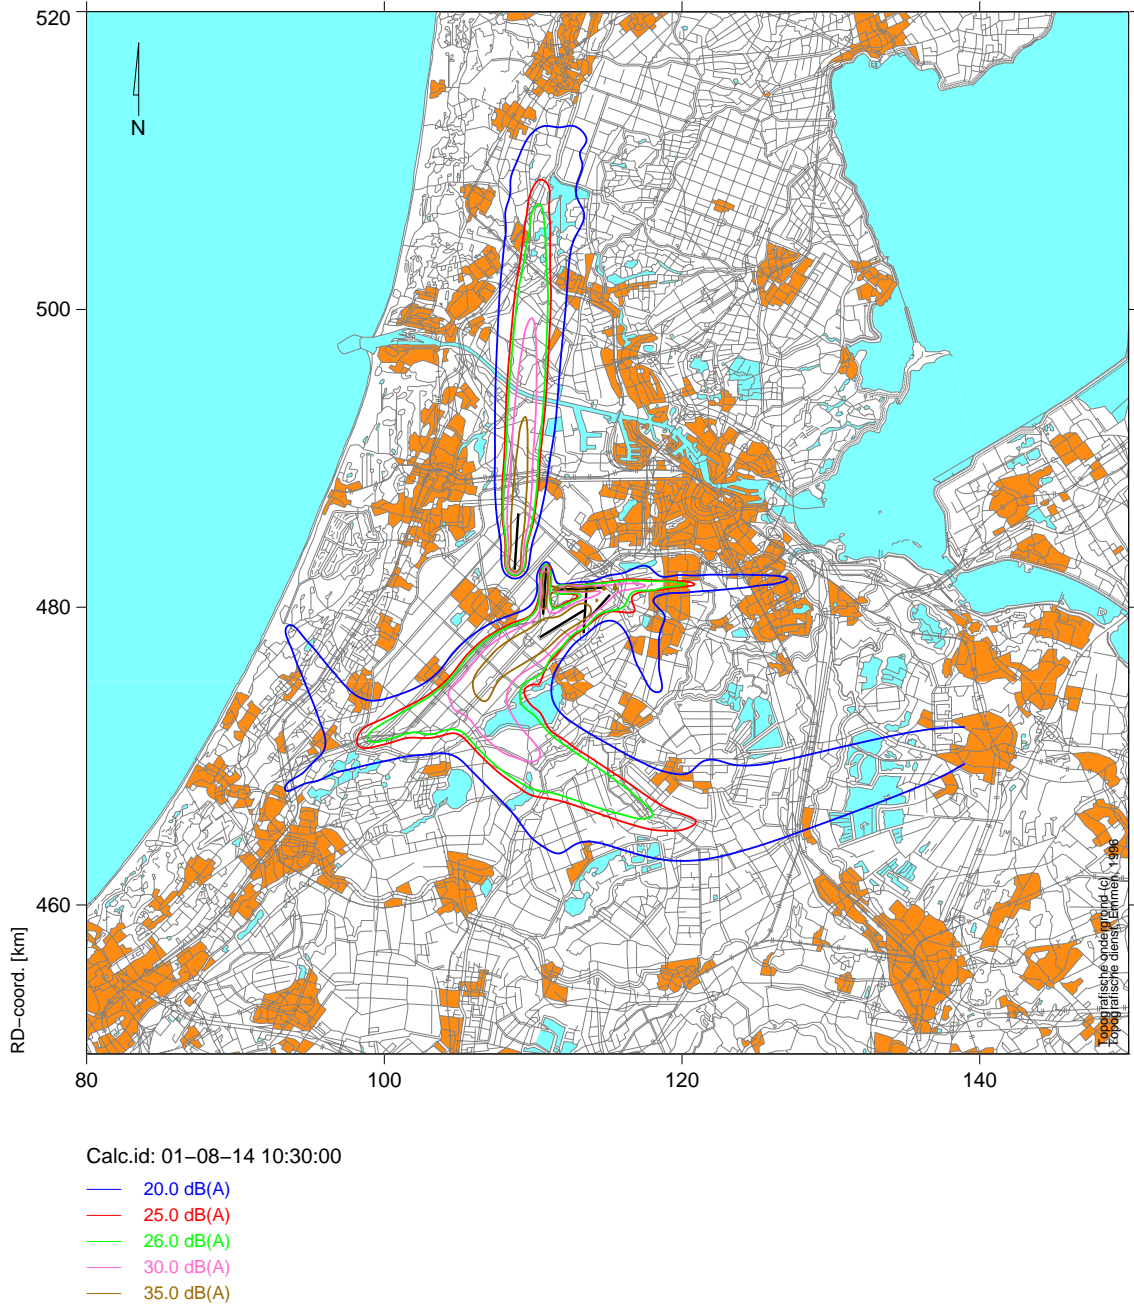 520
500
480
460
N
RD−coord. [km]
80
100
120
140
Topografische ondergrond (c)
Topografische dienst, Emmen, 1996
Calc.id: 01−08−14 10:30:00
20.0 dB(A)
25.0 dB(A)
26.0 dB(A)
30.0 dB(A)
35.0 dB(A)